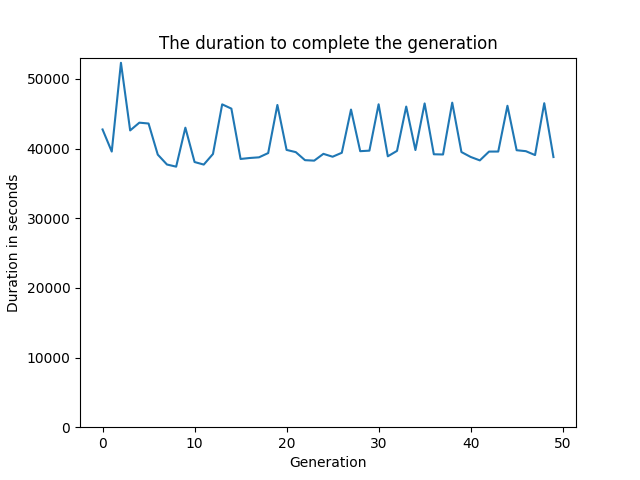 The duration to complete the generation
Duration in seconds
50000
40000
30000
20000
10000
0
0 10 20 30 40 50
Generation